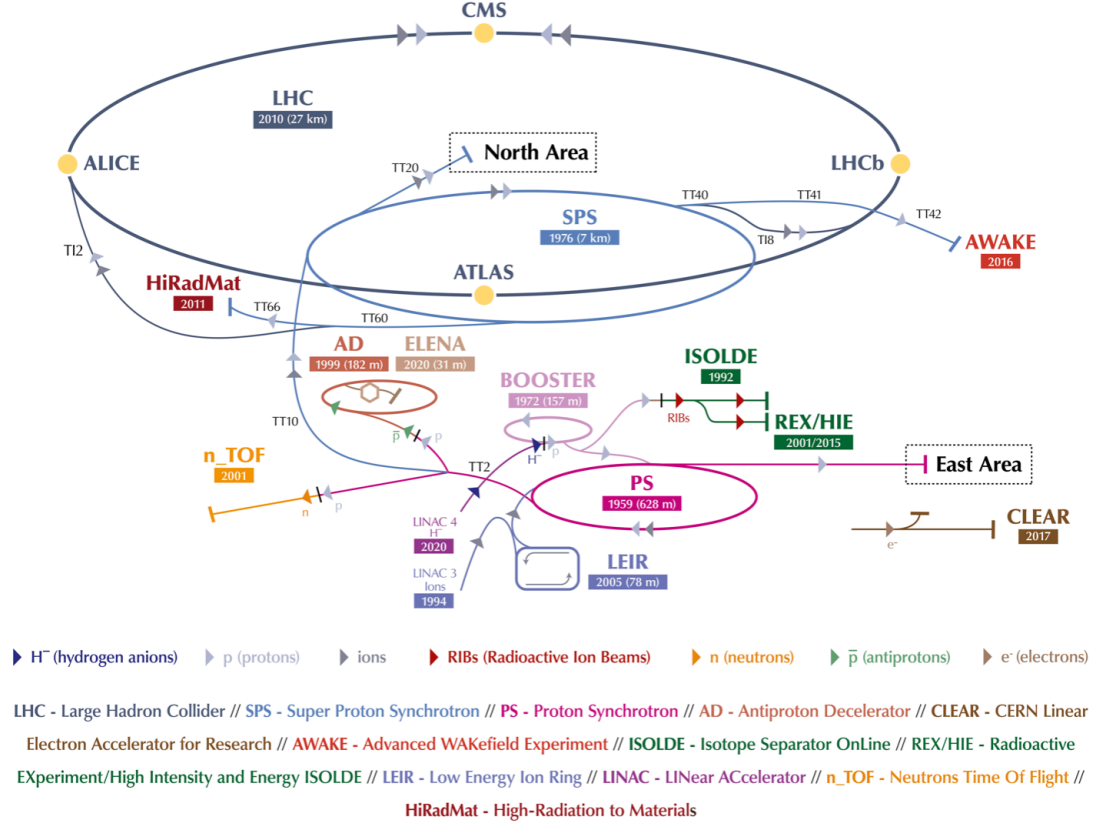 CMS
LHC
2010 (27 km)
North Area
TT20
ALICE
LHCb
TT40
TT41
SPS
1976 (7 km)
TT42
TI8
AWAKE
2016
TI2
ATLAS
HiRadMat
2011
TT66
TT60
AD
1999 (182 m)
ELENA
2020 (31 m)
ISOLDE
1992
BOOSTER
1972 (157 m)
RIBs
REX/HIE
2001/2015
TT10
p̅
p
H⁻
p
n_TOF
2001
TT2
East Area
PS
1959 (628 m)
n
p
LINAC 4
H⁻
2020
CLEAR
2017
e⁻
LINAC 3
Ions
1994
LEIR
2005 (78 m)
H⁻ (hydrogen anions) p (protons) ions RIBs (Radioactive Ion Beams) n (neutrons) p̅ (antiprotons) e⁻ (electrons)
LHC - Large Hadron Collider // SPS - Super Proton Synchrotron // PS - Proton Synchrotron // AD - Antiproton Decelerator // CLEAR - CERN Linear
Electron Accelerator for Research // AWAKE - Advanced WAKefield Experiment // ISOLDE - Isotope Separator OnLine // REX/HIE - Radioactive
EXperiment/High Intensity and Energy ISOLDE // LEIR - Low Energy Ion Ring // LINAC - LINear ACcelerator // n_TOF - Neutrons Time Of Flight //
HiRadMat - High-Radiation to Materials